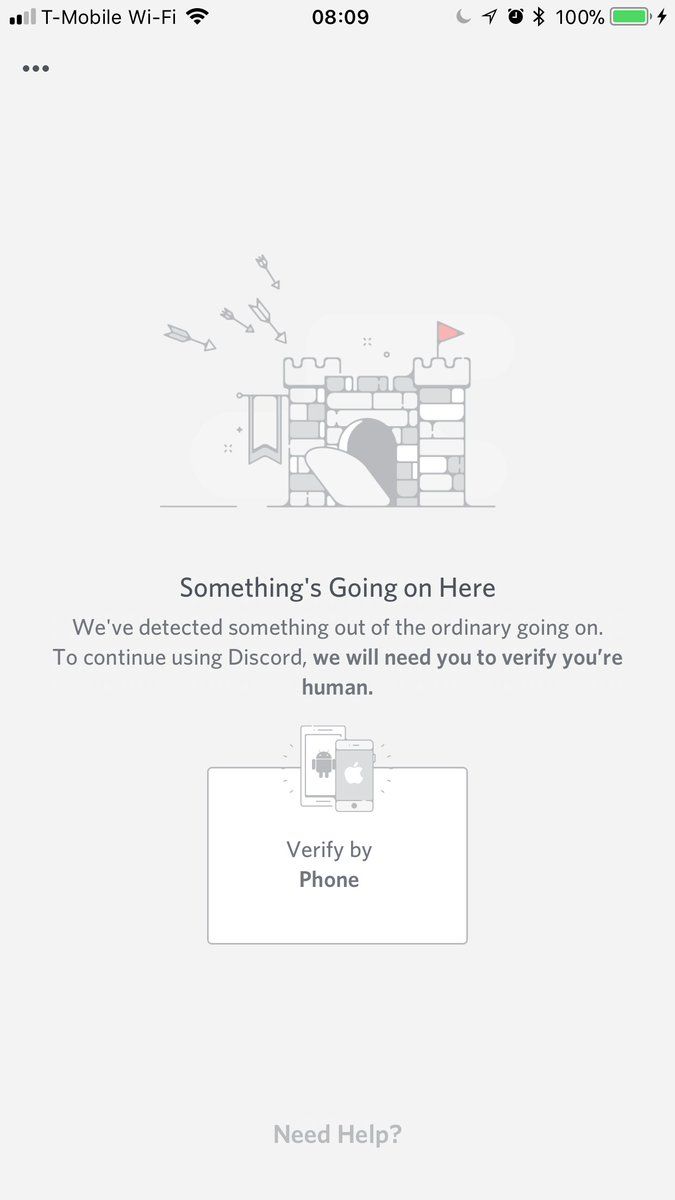 T-Mobile Wi-Fi 08:09 100%
Something's Going on Here
We've detected something out of the ordinary going on.
To continue using Discord, we will need you to verify you’re
human.
Verify by
Phone
Need Help?